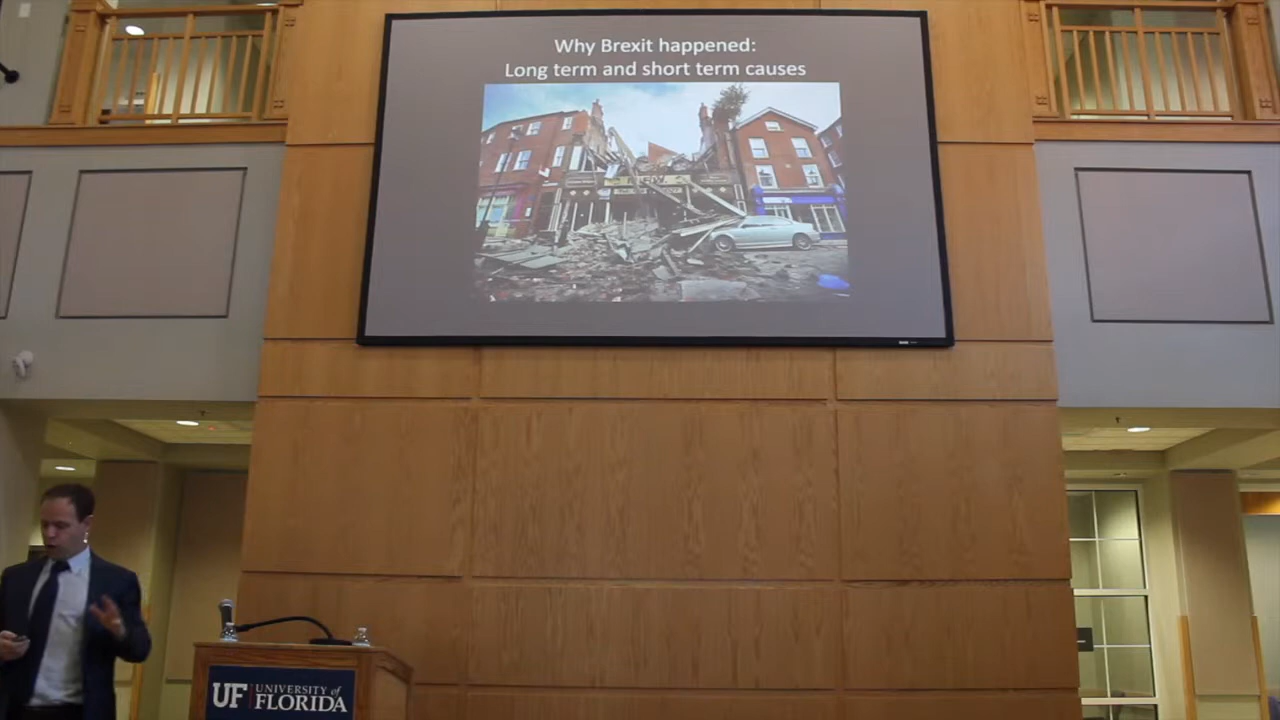 Why Brexit happened:
Long term and short term causes
UF UNIVERSITY of
FLORIDA